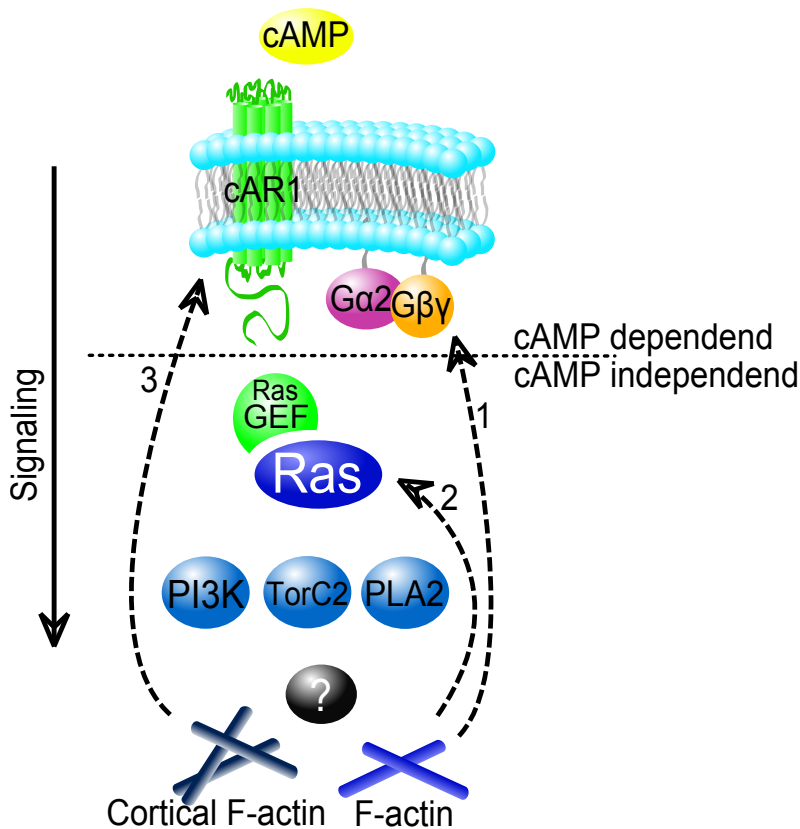 cAMP
cAR1
Gα2
Gβγ
cAMP dependend
cAMP independend
3
1
Ras
GEF
Ras
2
Signaling
PI3K
TorC2
PLA2
?
Cortical F-actin
F-actin